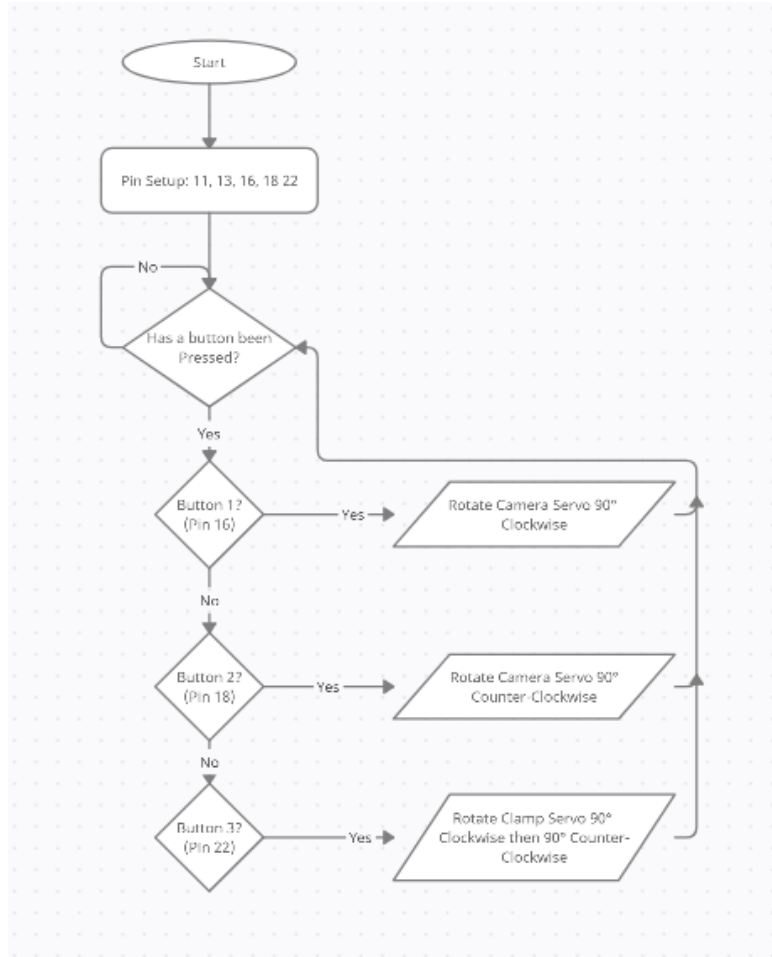 Start
Pin Setup: 11, 13, 16, 18 22
No
Has a button been
Pressed?
Yes
Button 1?
(Pin 16)
Yes
Rotate Camera Servo 90°
Clockwise
No
Button 2?
(Pin 18)
Yes
Rotate Camera Servo 90°
Counter-Clockwise
No
Button 3?
(Pin 22)
Yes
Rotate Clamp Servo 90°
Clockwise then 90° Counter-
Clockwise